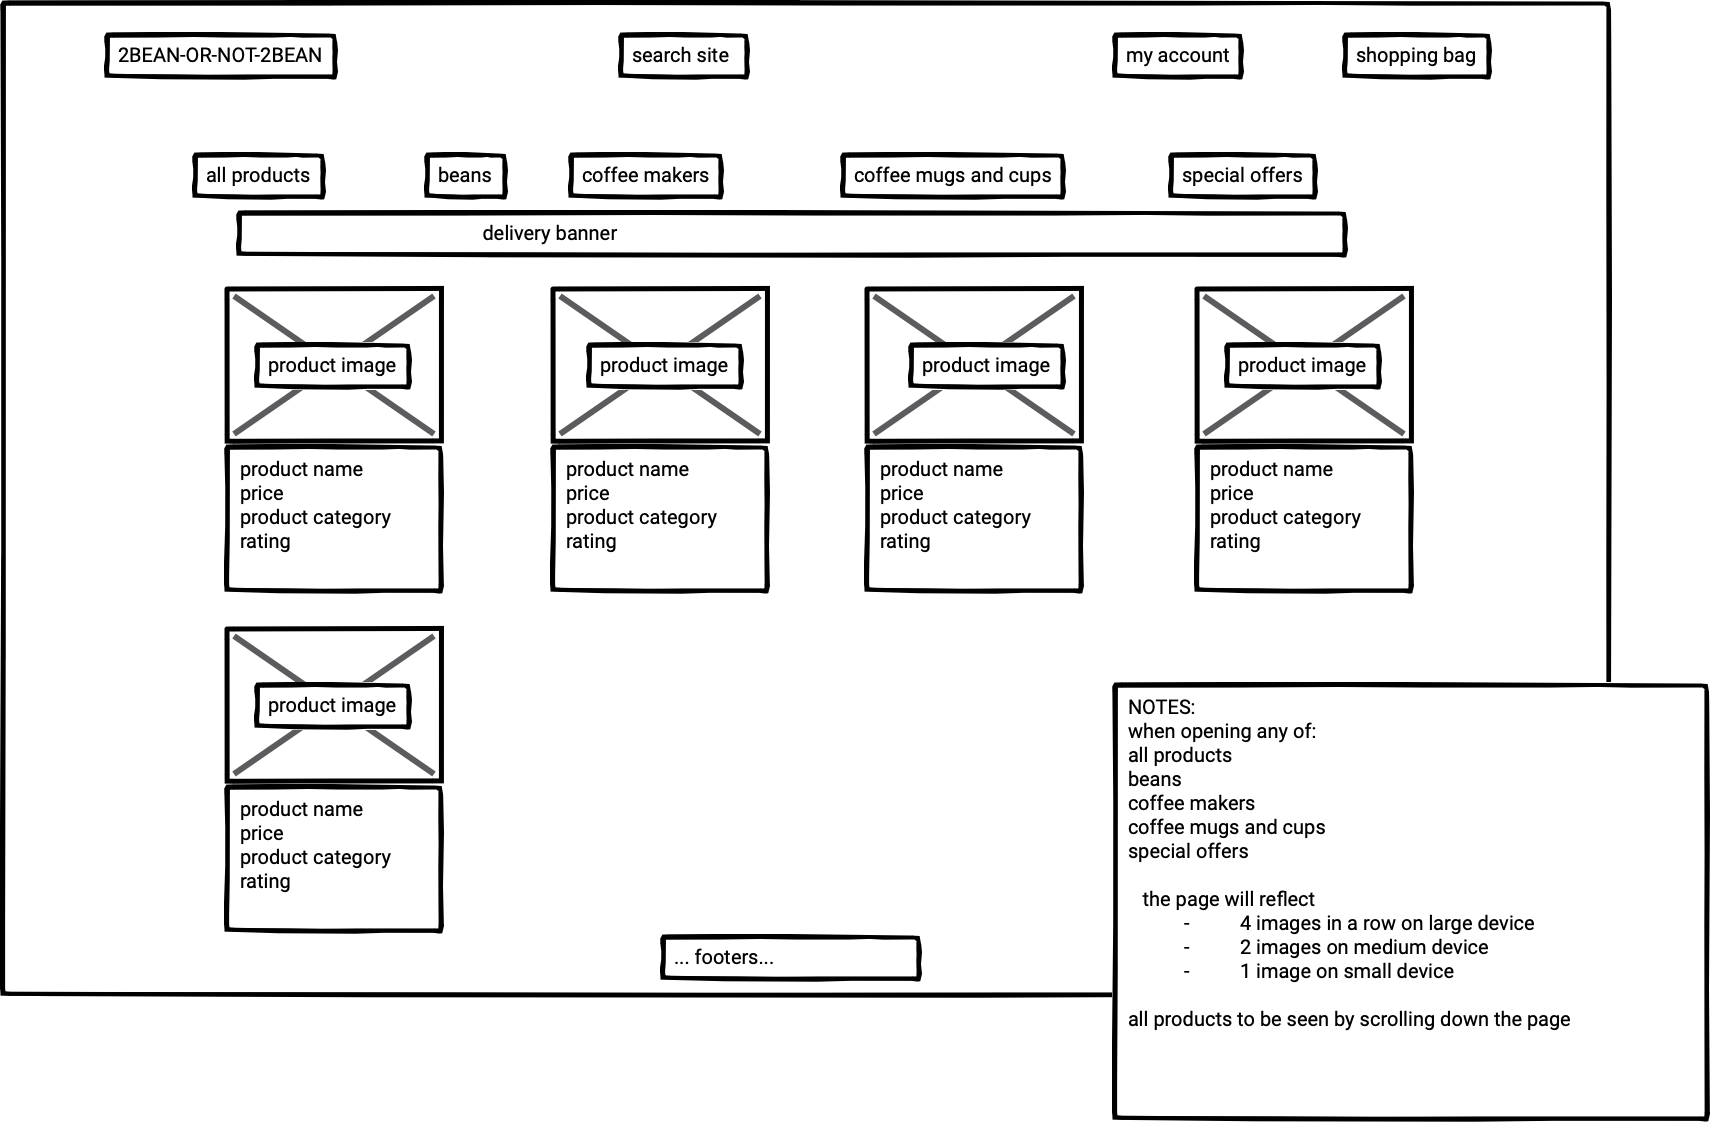 2BEAN-OR-NOT-2BEAN
search site
my account
shopping bag
all products
beans
coffee makers
coffee mugs and cups
special offers
delivery banner
product image
product image
product image
product image
product name
price
product category
rating
product name
price
product category
rating
product name
price
product category
rating
product name
price
product category
rating
product image
product name
price
product category
rating
... footers...
NOTES:
when opening any of:
all products
beans
coffee makers
coffee mugs and cups
special offers
the page will reflect
- 4 images in a row on large device
- 2 images on medium device
- 1 image on small device
all products to be seen by scrolling down the page